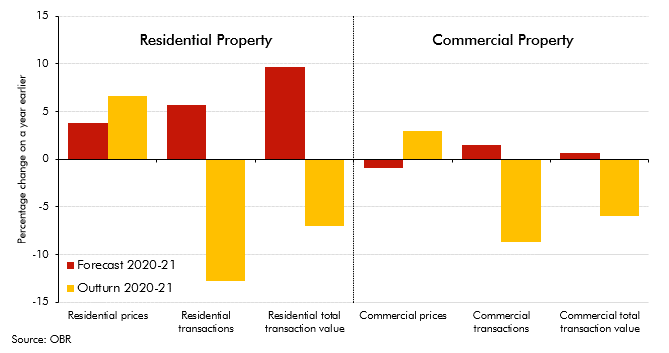 Residential Property
Commercial Property
Percentage change on a year earlier
15
10
5
0
-5
-10
-15
Forecast 2020-21
Outturn 2020-21
Residential prices
Residential
transactions
Residential total
transaction value
Commercial prices
Commercial
transactions
Commercial total
transaction value
Source: OBR